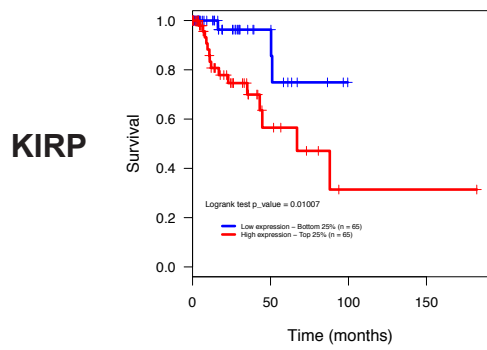 KIRP
Survival
1.0
0.8
0.6
0.4
0.2
0.0
Logrank test p_value = 0.01007
Low expression − Bottom 25% (n = 65)
High expression − Top 25% (n = 65)
0 50 100 150
Time (months)